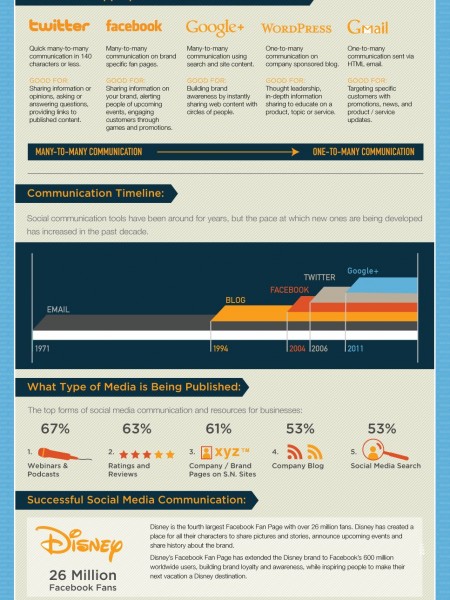 twitter
facebook
Google+
WORDPRESS
Gmail
Quick many-to-many
communication in 140
characters or less.
Many-to-many
communication on brand
specific fan pages.
Many-to-many
communication using
search and site content.
One-to-many
communication on
company sponsored blog.
One-to-many
communication sent via
HTML email.
GOOD FOR:
Sharing information or
opinions, asking or
answering questions,
providing links to
published content.
GOOD FOR:
Sharing information on
your brand, alerting
people of upcoming
events, engaging
customers through
games and promotions.
GOOD FOR:
Building brand
awareness by instantly
sharing web content with
circles of people.
GOOD FOR:
Thought leadership,
in-depth information
sharing to educate on a
product, topic or service.
GOOD FOR:
Targeting specific
customers with
promotions, news, and
product / service
updates.
MANY-TO-MANY COMMUNICATION
ONE-TO-MANY COMMUNICATION
Communication Timeline:
Social communication tools have been around for years, but the pace at which new ones are being developed
has increased in the past decade.
EMAIL
BLOG
FACEBOOK
TWITTER
Google+
1971
1994
2004
2006
2011
What Type of Media is Being Published:
The top forms of social media communication and resources for businesses:
67%
63%
61%
53%
53%
1.
2.
3. xyz™
4.
5.
Webinars &
Podcasts
Ratings and
Reviews
Company / Brand
Pages on S.N. Sites
Company Blog
Social Media Search
Successful Social Media Communication:
Disney
26 Million
Facebook Fans
Disney is the fourth largest Facebook Fan Page with over 26 million fans. Disney has created a
place for all their characters to share pictures and stories, announce upcoming events and
share history about the brand.
Disney's Facebook Fan Page has extended the Disney brand to Facebook's 600 million
worldwide users, building brand loyalty and awareness, while inspiring people to make their
next vacation a Disney destination.